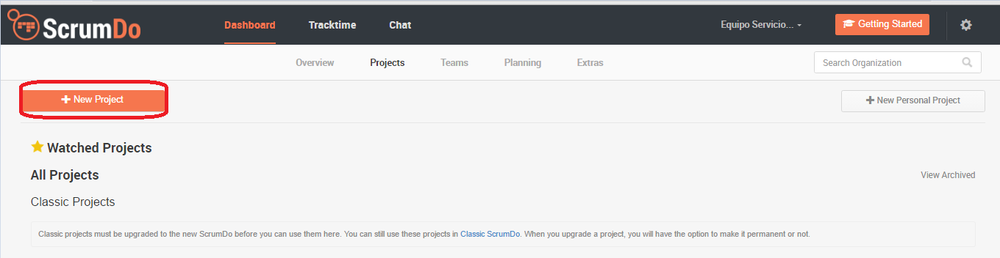 ScrumDo
Dashboard Tracktime Chat Equipo Servicio... Getting Started
Overview Projects Teams Planning Extras Search Organization
New Project New Personal Project
Watched Projects
All Projects View Archived
Classic Projects
Classic projects must be upgraded to the new ScrumDo before you can use them here. You can still use these projects in Classic ScrumDo. When you upgrade a project, you will have the option to make it permanent or not.